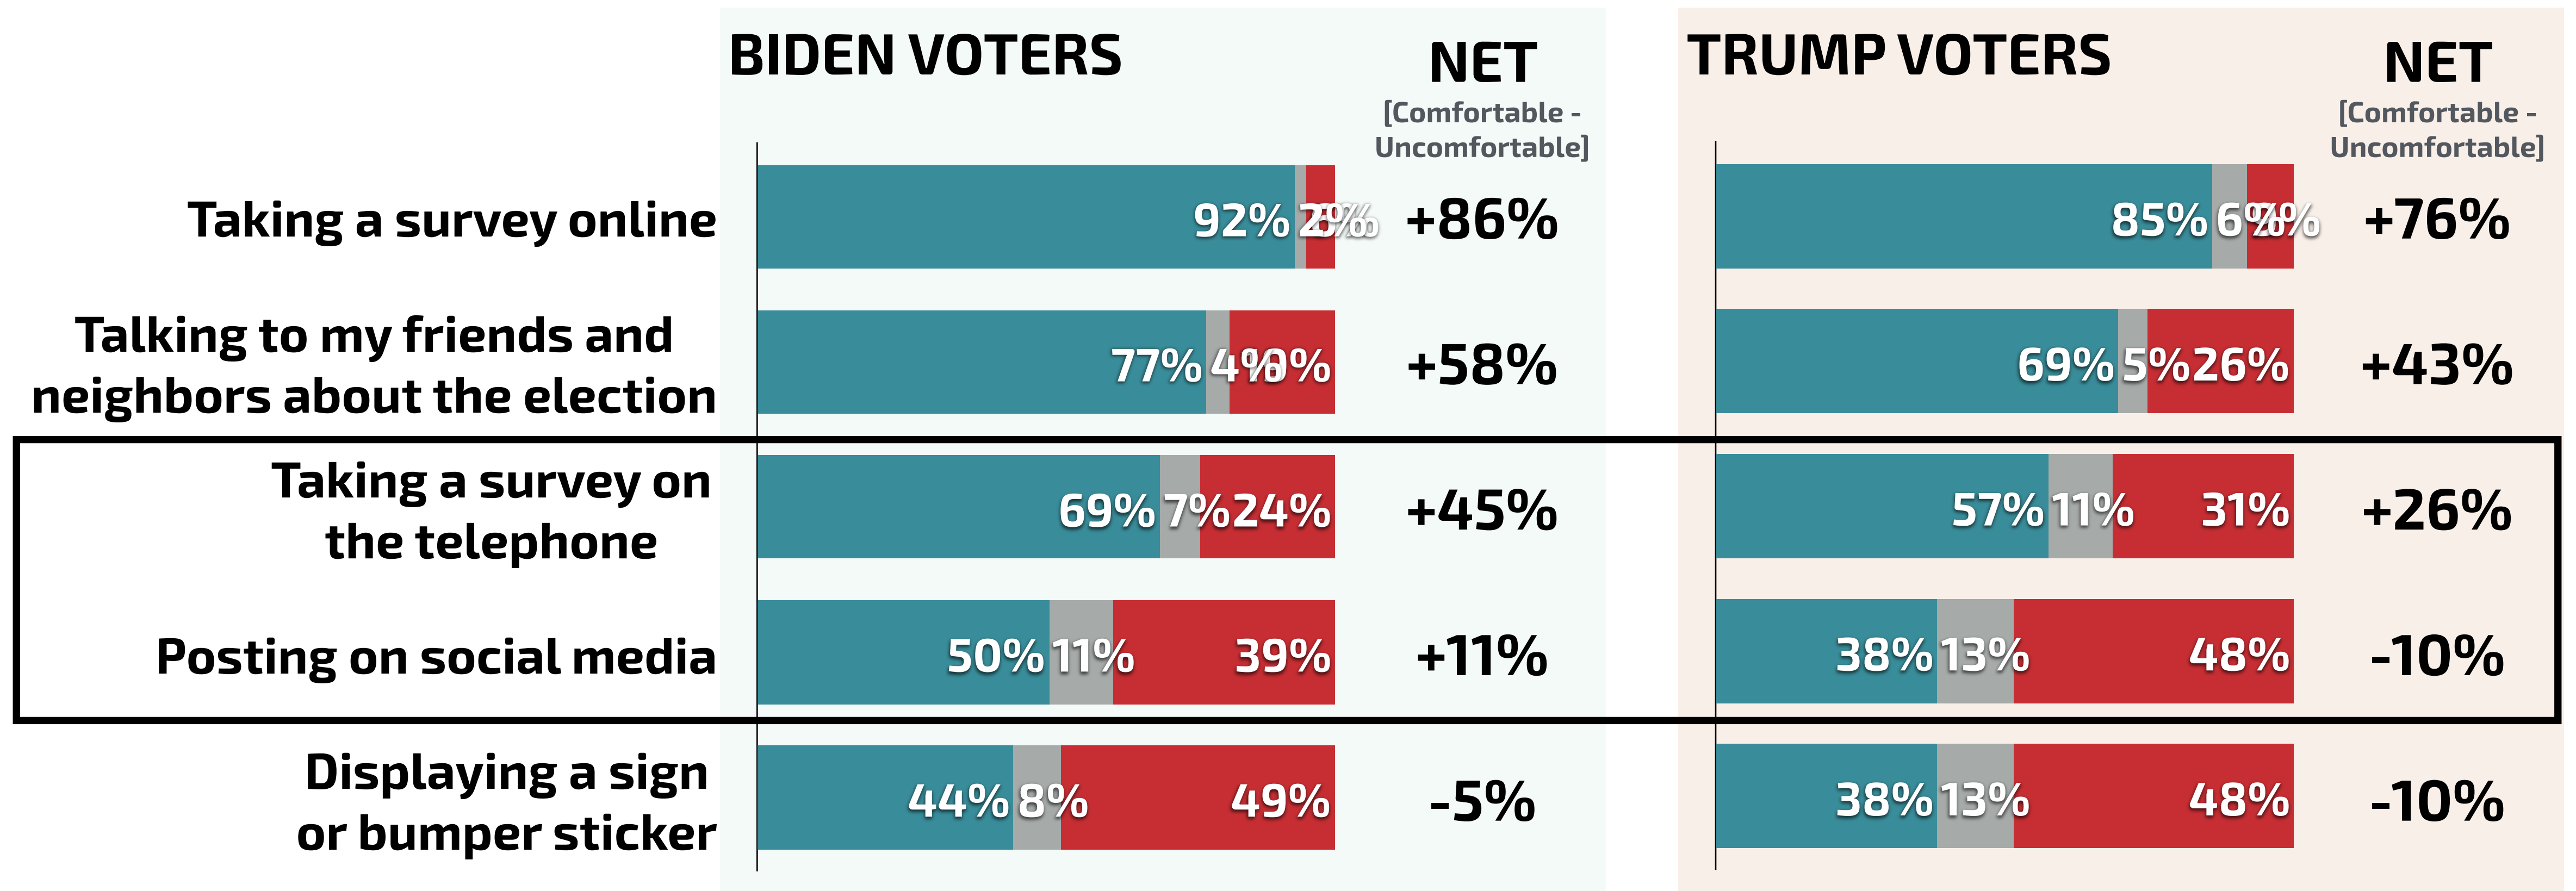 BIDEN VOTERS
NET
[Comfortable -
Uncomfortable]
TRUMP VOTERS
NET
[Comfortable -
Uncomfortable]
Taking a survey online
92% 2% +86%
85% 6% 9% +76%
Talking to my friends and
neighbors about the election
77% 4% 19% +58%
69% 5% 26% +43%
Taking a survey on
the telephone
69% 7% 24% +45%
57% 11% 31% +26%
Posting on social media
50% 11% 39% +11%
38% 13% 48% -10%
Displaying a sign
or bumper sticker
44% 8% 49% -5%
38% 13% 48% -10%